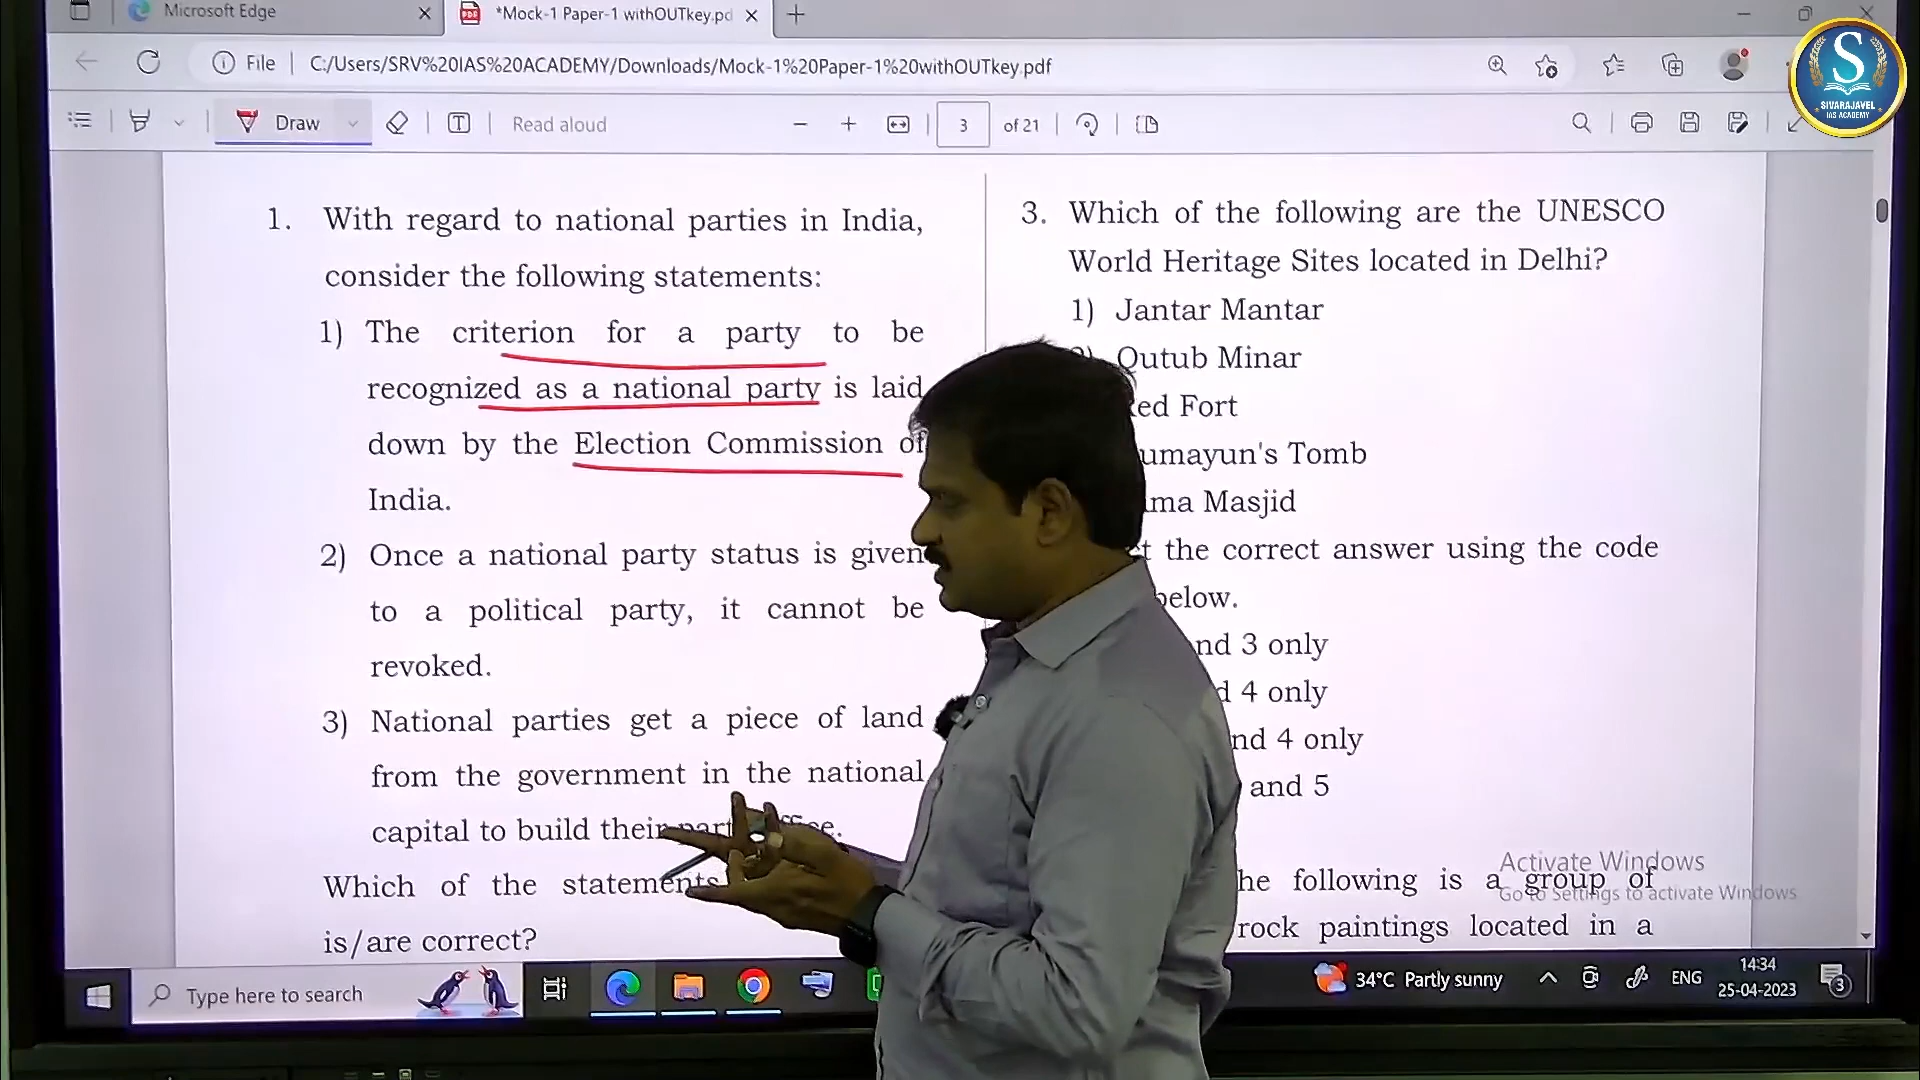 Microsoft Edge
*Mock-1 Paper-1 withOUTkey.pd
File
C:/Users/SRV%20IAS%20ACADEMY/Downloads/Mock-1%20Paper-1%20withOUTkey.pdf
S
SIVARAJAVEL
IAS ACADEMY
Draw
Read aloud
3 of 21
1. With regard to national parties in India,
consider the following statements:
1) The criterion for a party to be
recognized as a national party is laid
down by the Election Commission of
India.
2) Once a national party status is given
to a political party, it cannot be
revoked.
3) National parties get a piece of land
from the government in the national
capital to build their
Which of the statements
is/are correct?
3. Which of the following are the UNESCO
World Heritage Sites located in Delhi?
1) Jantar Mantar
Qutub Minar
Fort
Tomb
Masjid
the correct answer using the code
below.
3 only
4 only
4 only
and 5
following is a group of
rock paintings located in a
Activate Windows
Go to Settings to activate Windows
Type here to search
34°C Partly sunny
ENG
14:34
25-04-2023
3